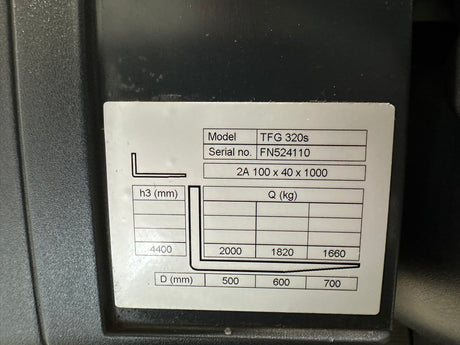 Model TFG 320s
Serial no. FN524110
2A 100 x 40 x 1000
h3 (mm) Q (kg)
4400 2000 1820 1660
D (mm) 500 600 700